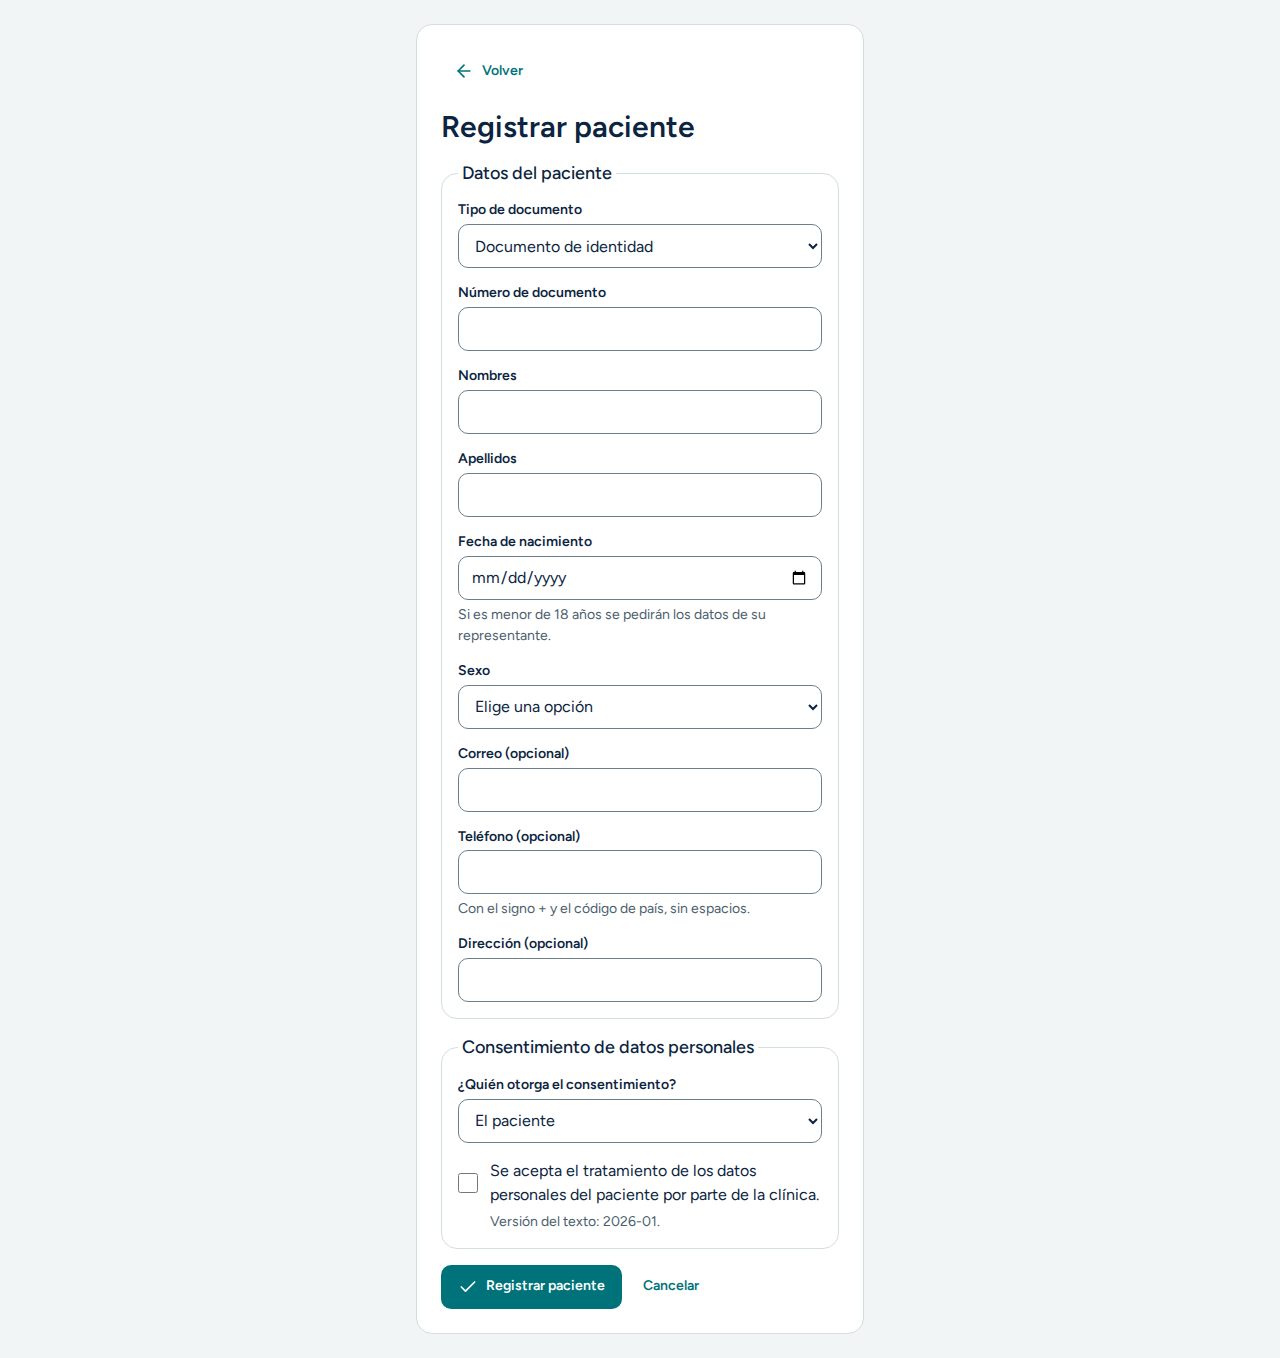 Volver
Registrar paciente
Datos del paciente
Tipo de documento
Documento de identidad
Número de documento
Nombres
Apellidos
Fecha de nacimiento
mm/dd/yyyy
Si es menor de 18 años se pedirán los datos de su
representante.
Sexo
Elige una opción
Correo (opcional)
Teléfono (opcional)
Con el signo + y el código de país, sin espacios.
Dirección (opcional)
Consentimiento de datos personales
¿Quién otorga el consentimiento?
El paciente
Se acepta el tratamiento de los datos
personales del paciente por parte de la clínica.
Versión del texto: 2026-01.
Registrar paciente
Cancelar